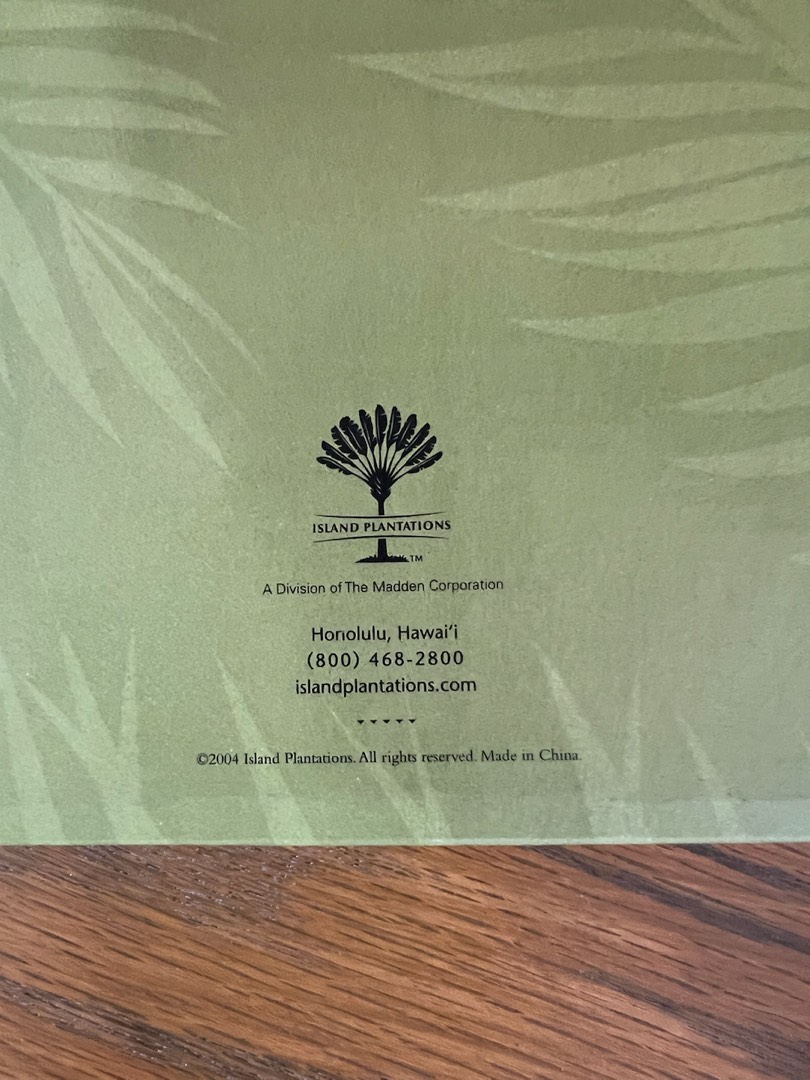 ISLAND PLANTATIONS
TM
A Division of The Madden Corporation
Honolulu, Hawai‘i
(800) 468-2800
islandplantations.com
©2004 Island Plantations. All rights reserved. Made in China.